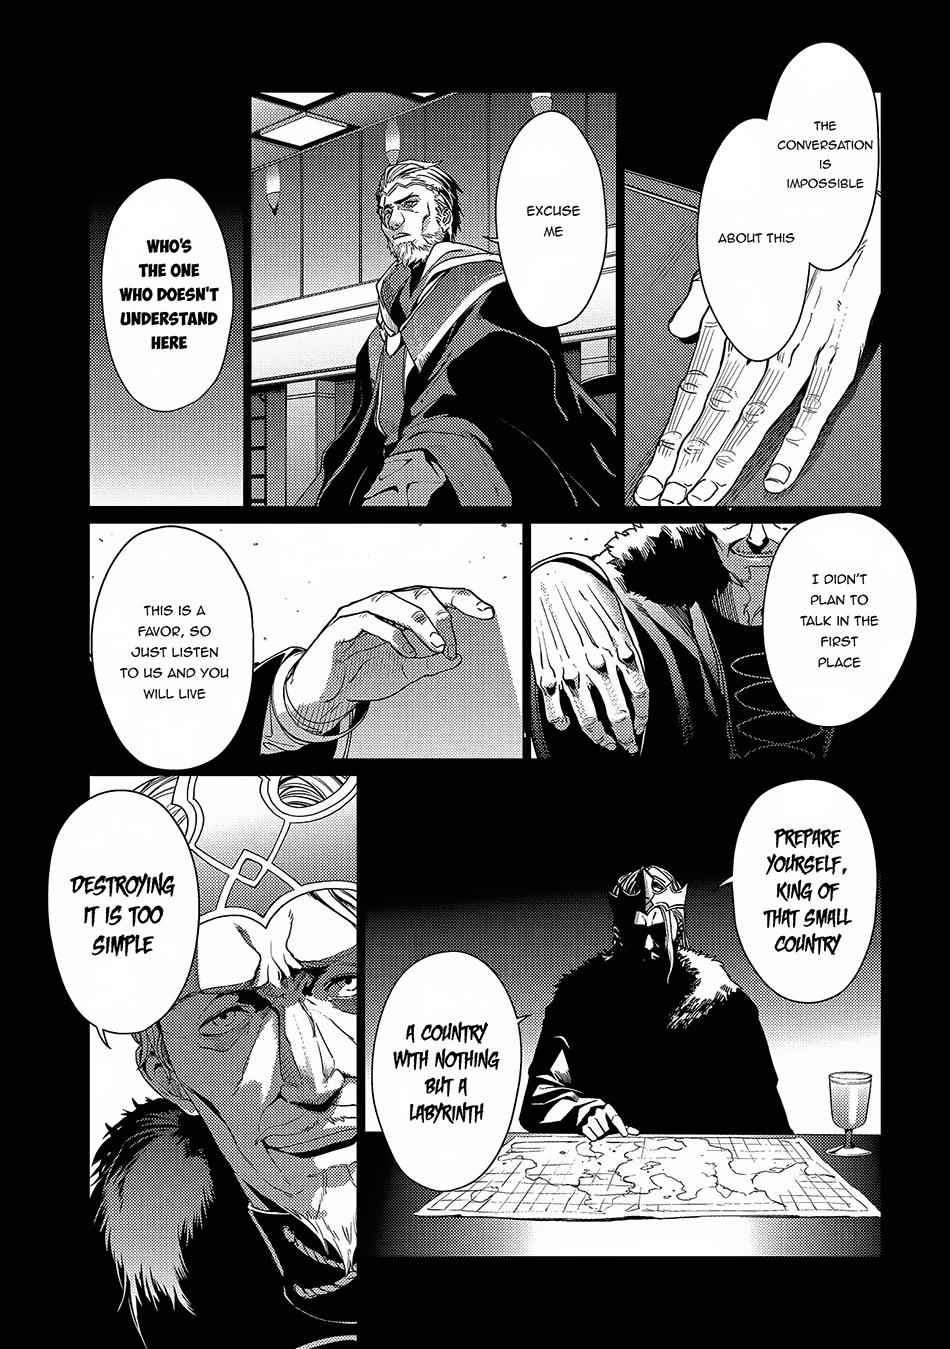 THE
CONVERSATION
IS
IMPOSSIBLE
ABOUT THIS
EXCUSE
ME
WHO'S
THE ONE
WHO DOESN'T
UNDERSTAND
HERE
I DIDN'T
PLAN TO
TALK IN THE
FIRST
PLACE
THIS IS A
FAVOR, SO
JUST LISTEN
TO US AND YOU
WILL LIVE
PREPARE
YOURSELF,
KING OF
THAT SMALL
COUNTRY
A COUNTRY
WITH NOTHING
BUT A
LABYRINTH
DESTROYING
IT IS TOO
SIMPLE